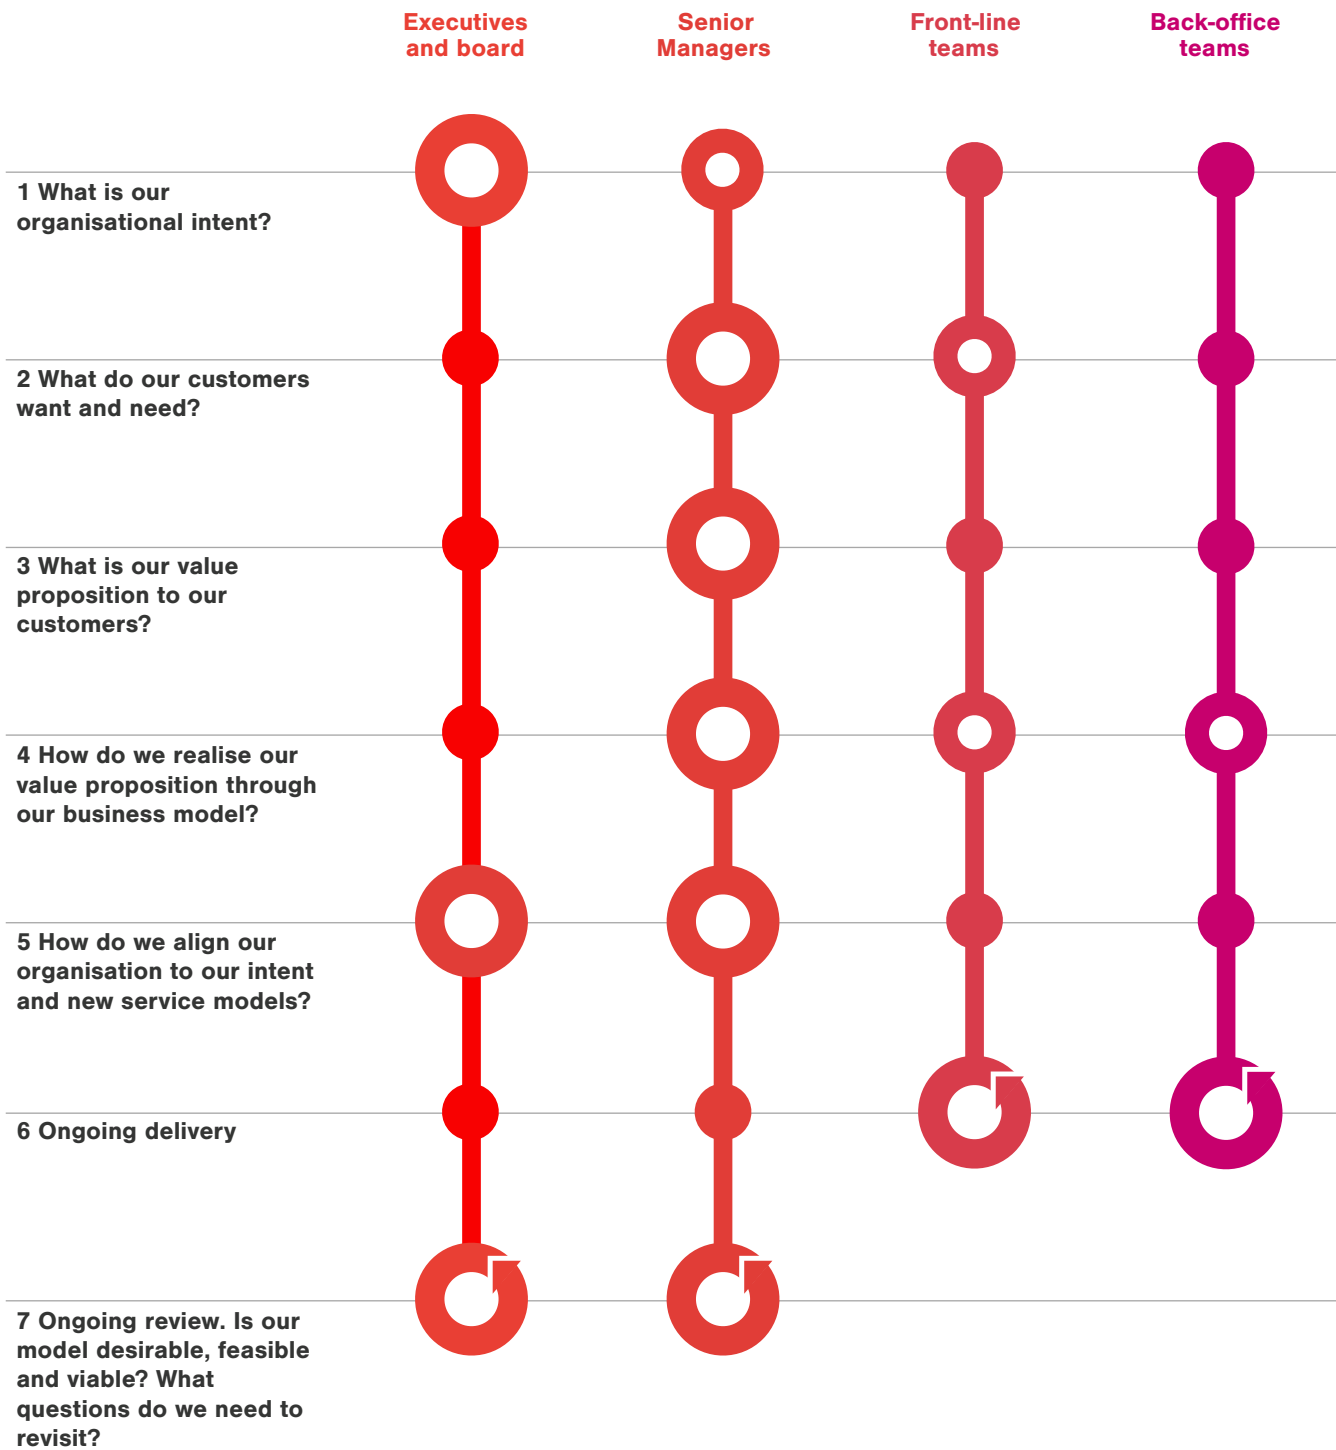 Executives
and board
Senior
Managers
Front-line
teams
Back-office
teams
1 What is our
organisational intent?
2 What do our customers
want and need?
3 What is our value
proposition to our
customers?
4 How do we realise our
value proposition through
our business model?
5 How do we align our
organisation to our intent
and new service models?
6 Ongoing delivery
7 Ongoing review. Is our
model desirable, feasible
and viable? What
questions do we need to
revisit?